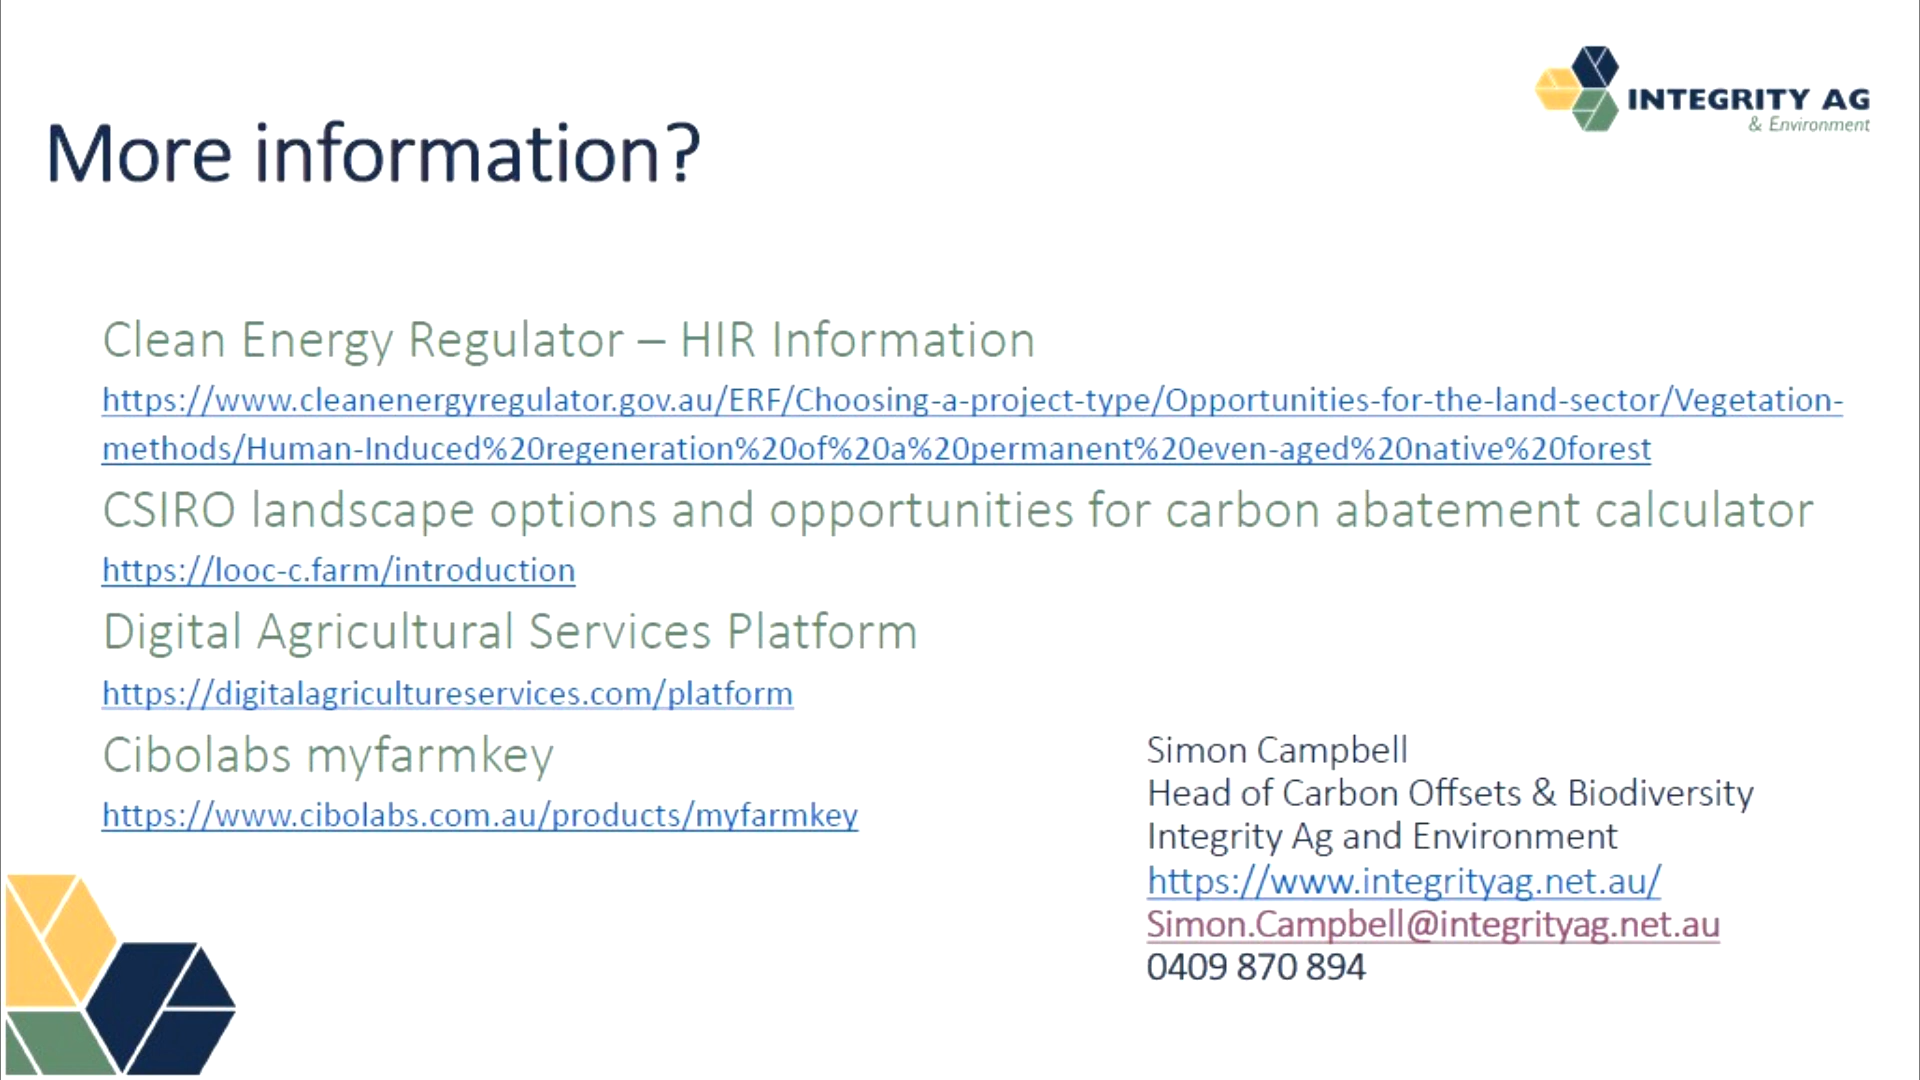 INTEGRITY AG
& Environment
More information?
Clean Energy Regulator – HIR Information
https://www.cleanenergyregulator.gov.au/ERF/Choosing-a-project-type/Opportunities-for-the-land-sector/Vegetation-
methods/Human-Induced%20regeneration%20of%20a%20permanent%20even-aged%20native%20forest
CSIRO landscape options and opportunities for carbon abatement calculator
https://looc-c.farm/introduction
Digital Agricultural Services Platform
https://digitalagricultureservices.com/platform
Cibolabs myfarmkey
https://www.cibolabs.com.au/products/myfarmkey
Simon Campbell
Head of Carbon Offsets & Biodiversity
Integrity Ag and Environment
https://www.integrityag.net.au/
Simon.Campbell@integrityag.net.au
0409 870 894